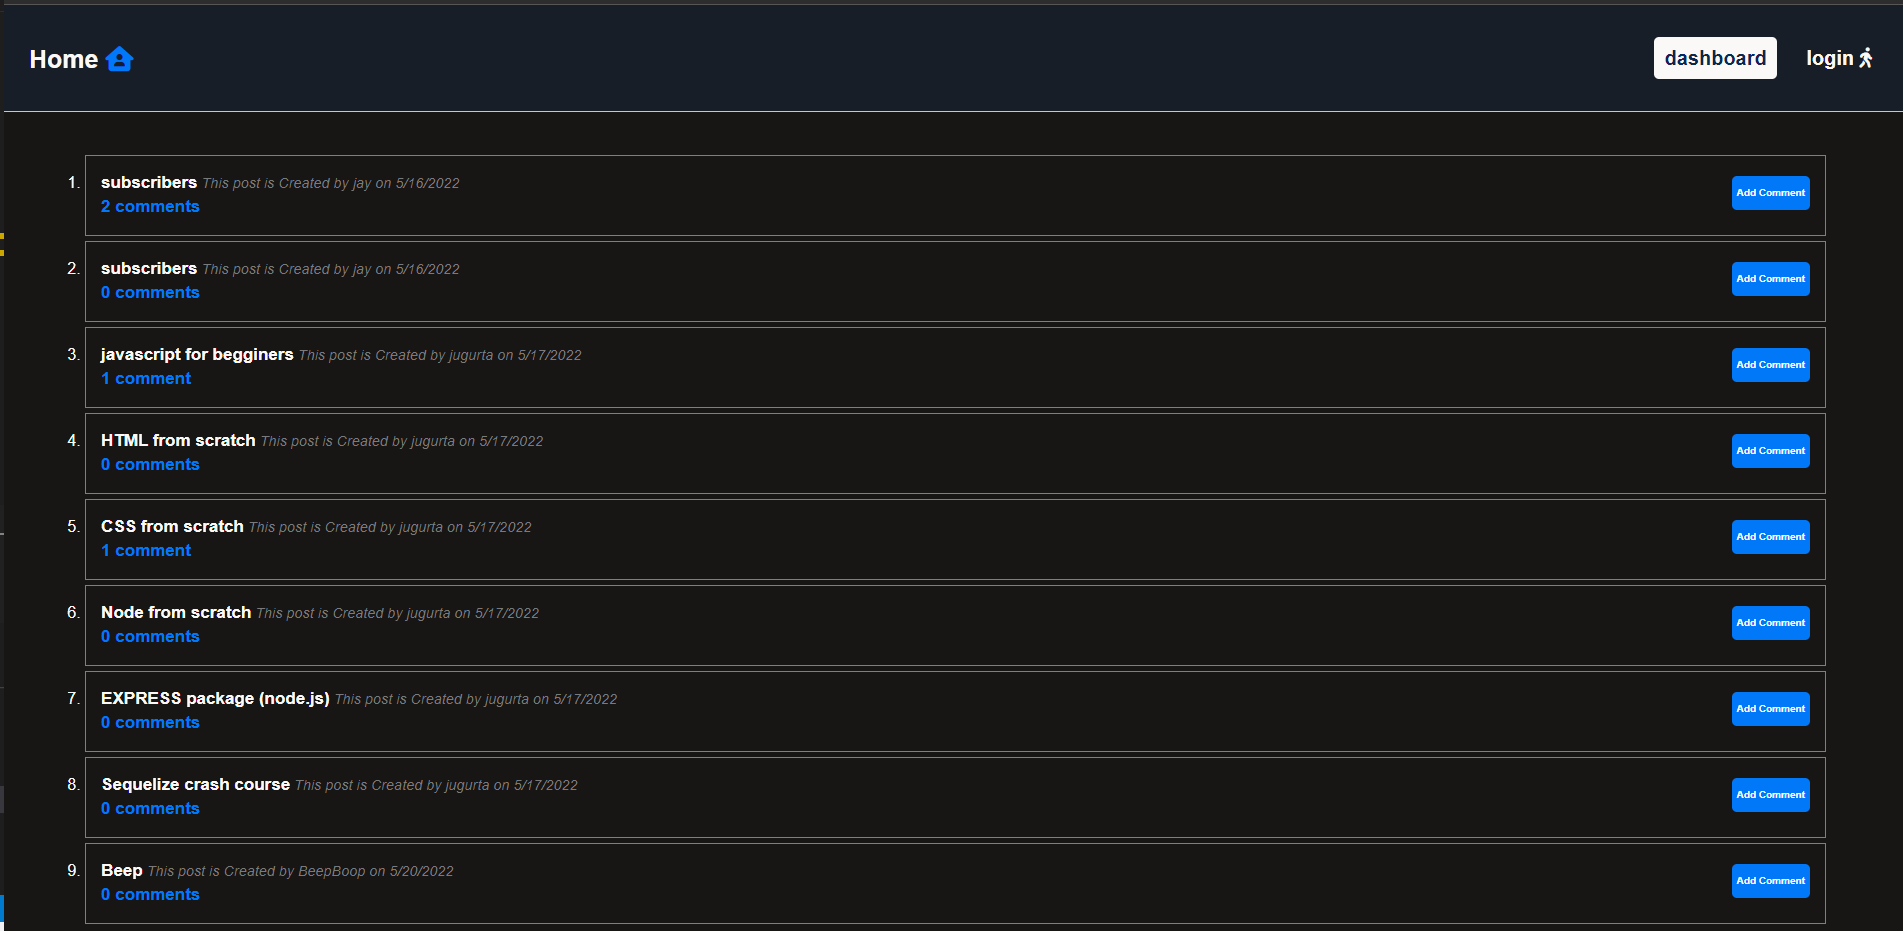 Home
dashboard
login
1. subscribers This post is Created by jay on 5/16/2022
2 comments
Add Comment
2. subscribers This post is Created by jay on 5/16/2022
0 comments
Add Comment
3. javascript for begginers This post is Created by jugurta on 5/17/2022
1 comment
Add Comment
4. HTML from scratch This post is Created by jugurta on 5/17/2022
0 comments
Add Comment
5. CSS from scratch This post is Created by jugurta on 5/17/2022
1 comment
Add Comment
6. Node from scratch This post is Created by jugurta on 5/17/2022
0 comments
Add Comment
7. EXPRESS package (node.js) This post is Created by jugurta on 5/17/2022
0 comments
Add Comment
8. Sequelize crash course This post is Created by jugurta on 5/17/2022
0 comments
Add Comment
9. Beep This post is Created by BeepBoop on 5/20/2022
0 comments
Add Comment